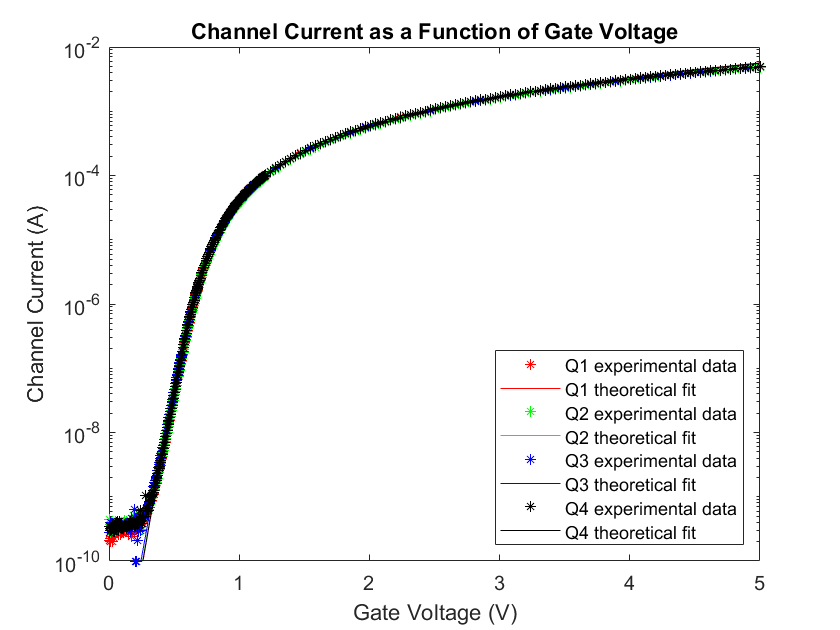 Channel Current as a Function of Gate Voltage
10^-2
10^-4
10^-6
10^-8
10^-10
Channel Current (A)
0 1 2 3 4 5
Gate Voltage (V)
Q1 experimental data
Q1 theoretical fit
Q2 experimental data
Q2 theoretical fit
Q3 experimental data
Q3 theoretical fit
Q4 experimental data
Q4 theoretical fit